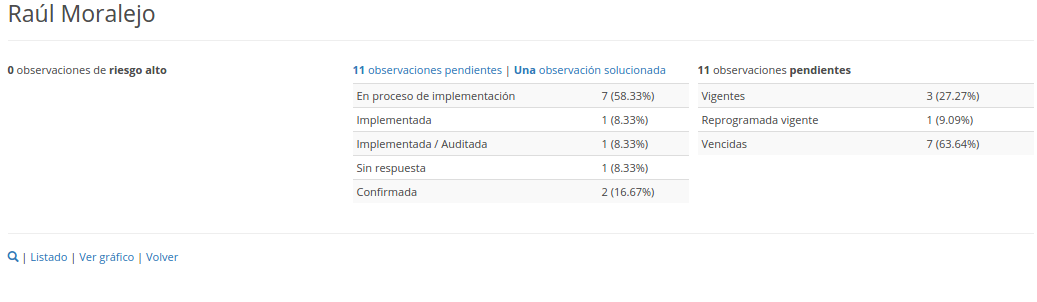 Raúl Moralejo
0 observaciones de riesgo alto
11 observaciones pendientes | Una observación solucionada
En proceso de implementación 7 (58.33%)
Implementada 1 (8.33%)
Implementada / Auditada 1 (8.33%)
Sin respuesta 1 (8.33%)
Confirmada 2 (16.67%)
11 observaciones pendientes
Vigentes 3 (27.27%)
Reprogramada vigente 1 (9.09%)
Vencidas 7 (63.64%)
| Listado | Ver gráfico | Volver